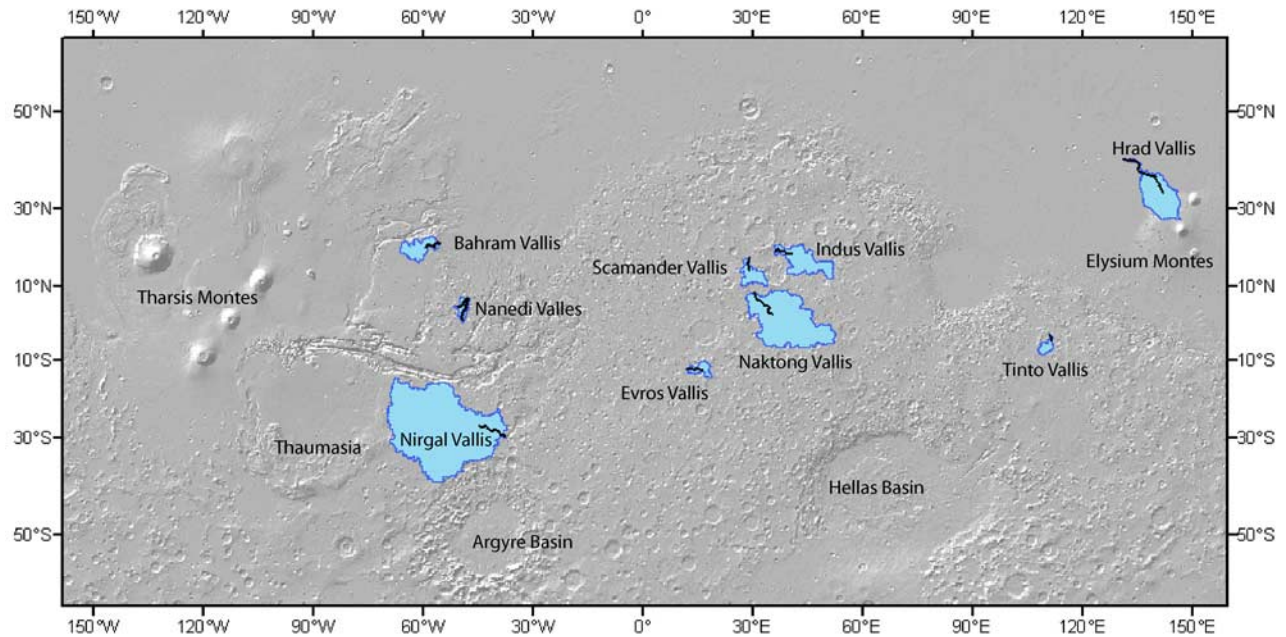 150°W 120°W 90°W 60°W 30°W 0° 30°E 60°E 90°E 120°E 150°E
50°N 50°N
Hrad Vallis
30°N 30°N
Bahram Vallis
Indus Vallis
Scamander Vallis
Elysium Montes
10°N 10°N
Tharsis Montes
Nanedi Valles
10°S 10°S
Naktong Vallis
Tinto Vallis
Evros Vallis
30°S 30°S
Nirgal Vallis
Thaumasia
Hellas Basin
50°S 50°S
Argyre Basin
150°W 120°W 90°W 60°W 30°W 0° 30°E 60°E 90°E 120°E 150°E